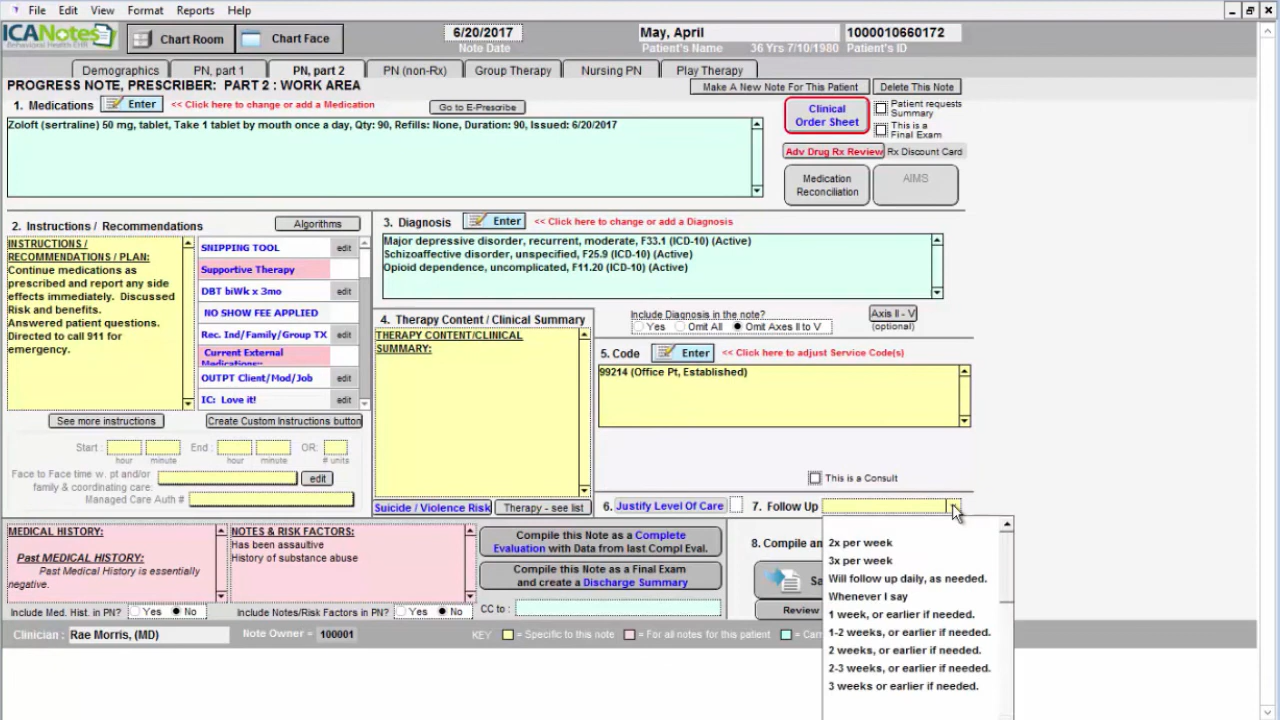 File Edit View Format Reports Help
ICANotes
Behavioral Health EHR
Chart Room
Chart Face
6/20/2017
Note Date
May, April
Patient's Name
36 Yrs 7/10/1980
1000010660172
Patient's ID
Demographics
PN, part 1
PN, part 2
PN (non-Rx)
Group Therapy
Nursing PN
Play Therapy
PROGRESS NOTE, PRESCRIBER: PART 2 : WORK AREA
Make A New Note For This Patient
Delete This Note
1. Medications
Enter
<< Click here to change or add a Medication
Go to E-Prescribe
Zoloft (sertraline) 50 mg, tablet, Take 1 tablet by mouth once a day, Qty: 90, Refills: None, Duration: 90, Issued: 6/20/2017
Clinical
Order Sheet
Patient requests
Summary
This is a
Final Exam
Adv Drug Rx Review
Rx Discount Card
Medication
Reconciliation
AIMS
2. Instructions / Recommendations
Algorithms
INSTRUCTIONS /
RECOMMENDATIONS / PLAN:
Continue medications as
prescribed and report any side
effects immediately. Discussed
Risk and benefits.
Answered patient questions.
Directed to call 911 for
emergency.
SNIPPING TOOL edit
Supportive Therapy
DBT biWk x 3mo edit
NO SHOW FEE APPLIED
Rec. Ind/Family/Group TX edit
Current External
Medications:
OUTPT Client/Mod/Job edit
IC: Love it! edit
See more instructions
Create Custom Instructions button
Start :
hour
minute
End :
hour
minute
OR:
# units
Face to Face time w. pt and/or
family & coordinating care:
edit
Managed Care Auth #
3. Diagnosis
Enter
<< Click here to change or add a Diagnosis
Major depressive disorder, recurrent, moderate, F33.1 (ICD-10) (Active)
Schizoaffective disorder, unspecified, F25.9 (ICD-10) (Active)
Opioid dependence, uncomplicated, F11.20 (ICD-10) (Active)
Include Diagnosis in the note?
Yes Omit All Omit Axes II to V
Axis II - V
(optional)
4. Therapy Content / Clinical Summary
THERAPY CONTENT/CLINICAL
SUMMARY:
Suicide / Violence Risk
Therapy - see list
5. Code
Enter
<< Click here to adjust Service Code(s)
99214 (Office Pt, Established)
This is a Consult
6. Justify Level Of Care
7. Follow Up
2x per week
3x per week
Will follow up daily, as needed.
Whenever I say
1 week, or earlier if needed.
1-2 weeks, or earlier if needed.
2 weeks, or earlier if needed.
2-3 weeks, or earlier if needed.
3 weeks or earlier if needed.
MEDICAL HISTORY:
Past MEDICAL HISTORY:
Past Medical History is essentially
negative.
Include Med. Hist. in PN? Yes No
NOTES & RISK FACTORS:
Has been assaultive
History of substance abuse
Include Notes/Risk Factors in PN? Yes No
Compile this Note as a Complete
Evaluation with Data from last Compl Eval.
Compile this Note as a Final Exam
and create a Discharge Summary
CC to :
8. Compile an
Sa
Review
Clinician : Rae Morris, (MD)
Note Owner = 100001
KEY = Specific to this note = For all notes for this patient = Carr